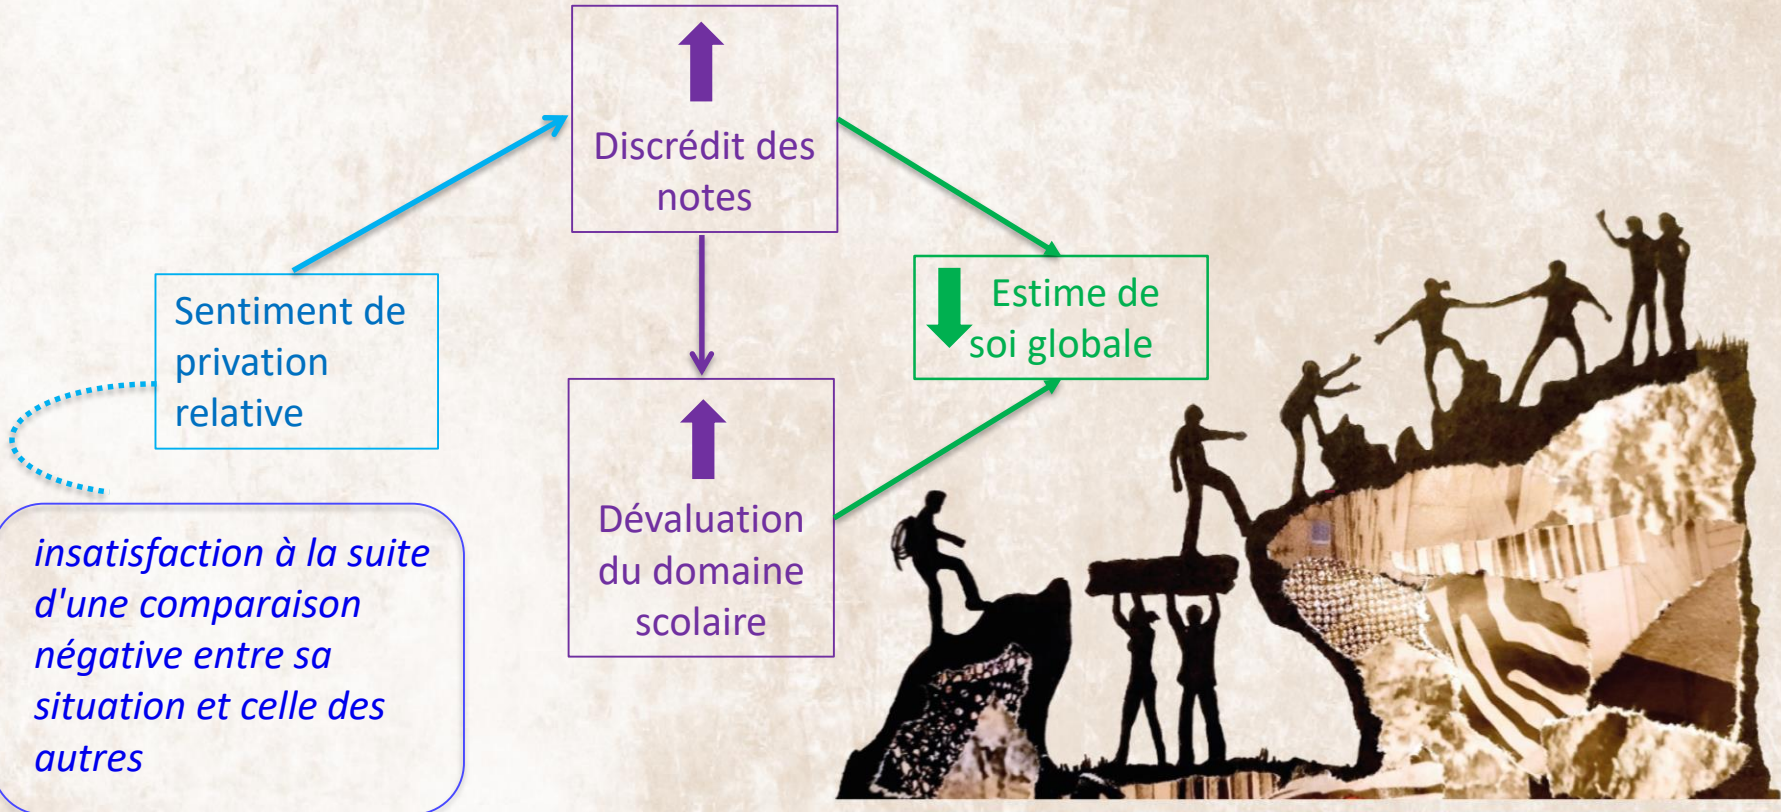 Discrédit des
notes
Sentiment de
privation
relative
Estime de
soi globale
Dévaluation
du domaine
scolaire
insatisfaction à la suite
d'une comparaison
négative entre sa
situation et celle des
autres